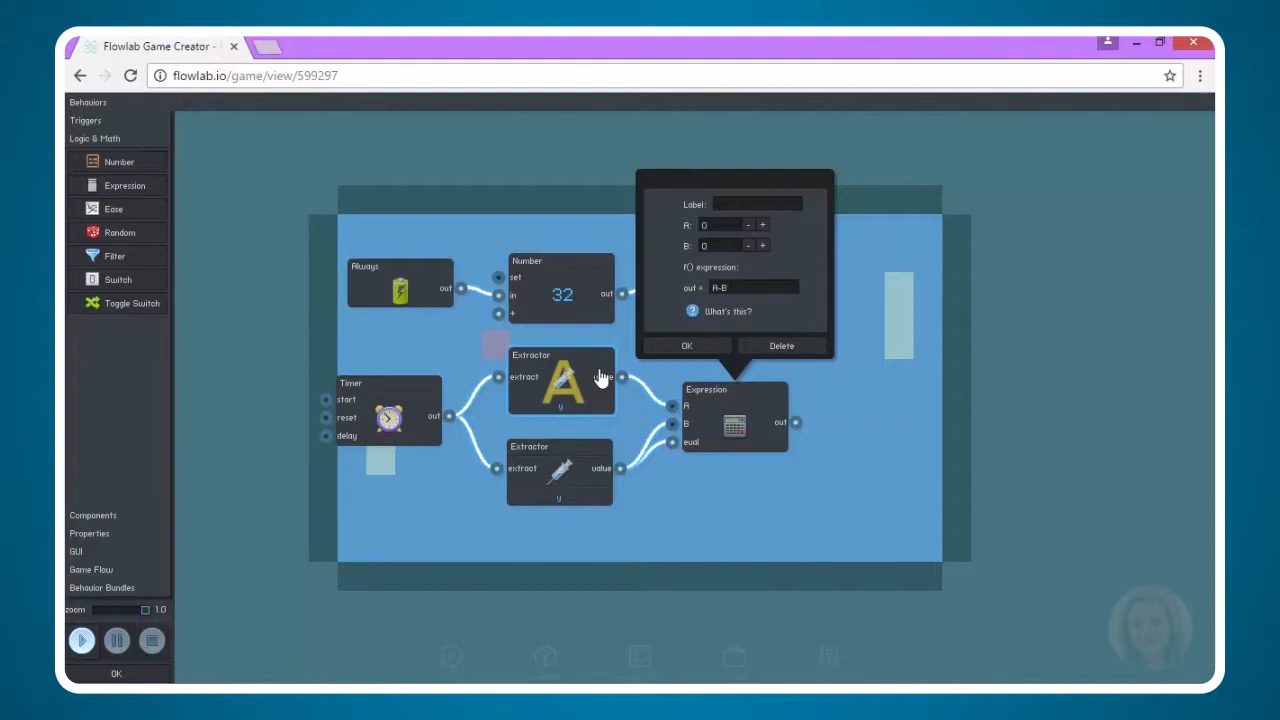 Flowlab Game Creator -
flowlab.io/game/view/599297
Behaviors
Triggers
Logic & Math
Number
Expression
Ease
Random
Filter
Switch
Toggle Switch
Components
Properties
GUI
Game Flow
Behavior Bundles
zoom 1.0
OK
Always
out
Number
set
in
+
32
out
Label:
A: 0 - +
B: 0 - +
f() expression:
out = A-B
? What's this?
OK Delete
Timer
start
reset
delay
out
Extractor
extract
A
y
Extractor
extract
value
y
Expression
A
B
eval
out